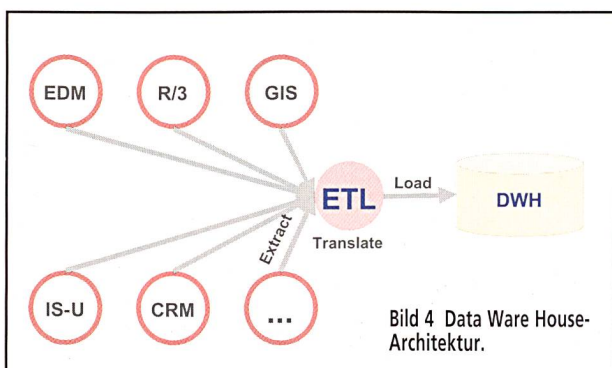 EDM
R/3
GIS
ETL
Load
DWH
Extract
Translate
IS-U
CRM
...
Bild 4 Data Ware House-
Architektur.